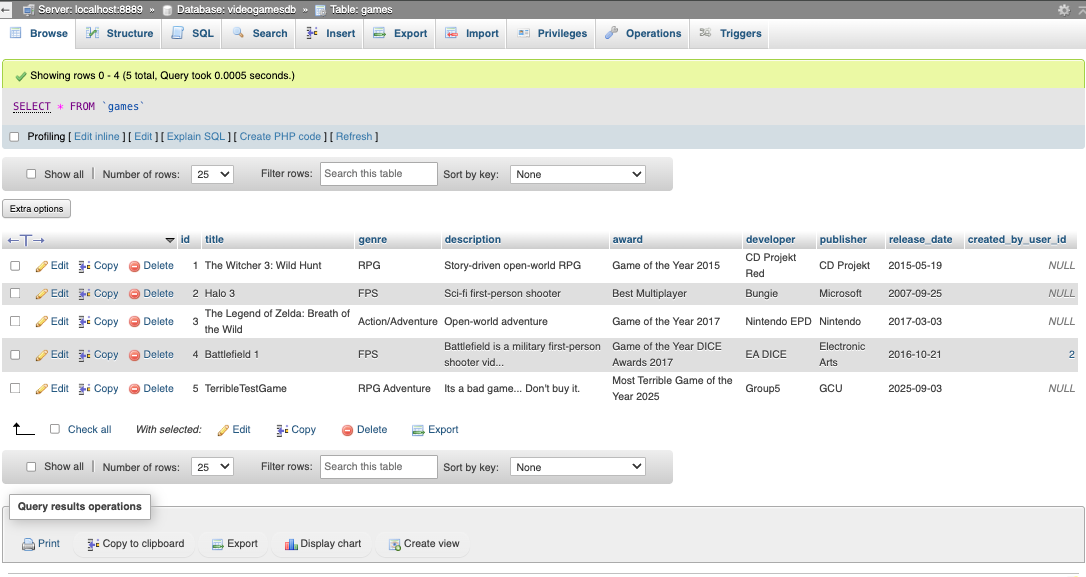 Server: localhost:8889 » Database: videogamesdb » Table: games
Browse Structure SQL Search Insert Export Import Privileges Operations Triggers
Showing rows 0 - 4 (5 total, Query took 0.0005 seconds.)
SELECT * FROM `games`
Profiling [ Edit inline ] [ Edit ] [ Explain SQL ] [ Create PHP code ] [ Refresh ]
Show all | Number of rows: 25 Filter rows: Search this table Sort by key: None
Extra options
←T→ id title genre description award developer publisher release_date created_by_user_id
Edit Copy Delete 1 The Witcher 3: Wild Hunt RPG Story-driven open-world RPG Game of the Year 2015 CD Projekt Red CD Projekt 2015-05-19 NULL
Edit Copy Delete 2 Halo 3 FPS Sci-fi first-person shooter Best Multiplayer Bungie Microsoft 2007-09-25 NULL
Edit Copy Delete 3 The Legend of Zelda: Breath of the Wild Action/Adventure Open-world adventure Game of the Year 2017 Nintendo EPD Nintendo 2017-03-03 NULL
Edit Copy Delete 4 Battlefield 1 FPS Battlefield is a military first-person shooter vid... Game of the Year DICE Awards 2017 EA DICE Electronic Arts 2016-10-21 2
Edit Copy Delete 5 TerribleTestGame RPG Adventure Its a bad game... Don't buy it. Most Terrible Game of the Year 2025 Group5 GCU 2025-09-03 NULL
Check all With selected: Edit Copy Delete Export
Show all | Number of rows: 25 Filter rows: Search this table Sort by key: None
Query results operations
Print Copy to clipboard Export Display chart Create view